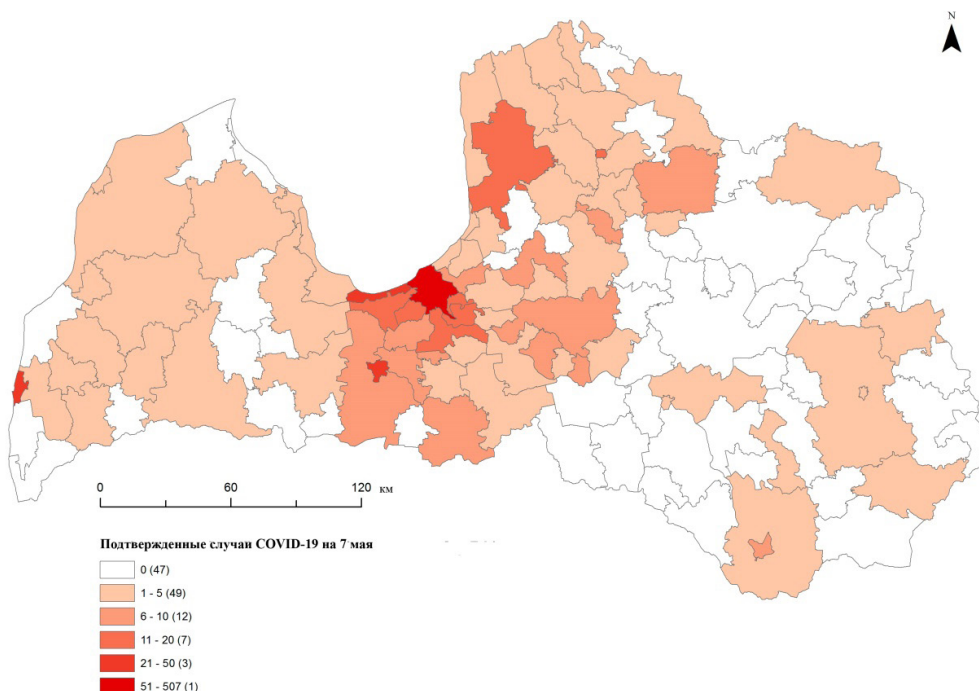 N
0 60 120 км
Подтвержденные случаи COVID-19 на 7 мая
0 (47)
1 - 5 (49)
6 - 10 (12)
11 - 20 (7)
21 - 50 (3)
51 - 507 (1)